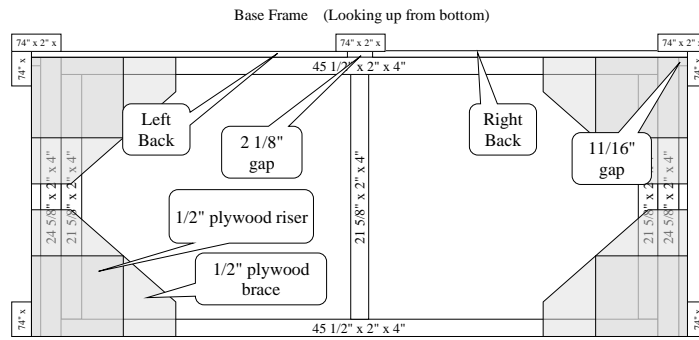 Base Frame (Looking up from bottom)
74" x 2" x
74" x 2" x
74" x 2" x
74" x
74" x
45 1/2" x 2" x 4"
Left
Back
2 1/8"
gap
Right
Back
11/16"
gap
24 5/8" x 2" x 4"
21 5/8" x 2" x 4"
21 5/8" x 2" x 4"
21 5/8" x 2" x 4"
24 5/8" x 2" x 4"
1/2" plywood riser
1/2" plywood
brace
74" x
74" x
45 1/2" x 2" x 4"